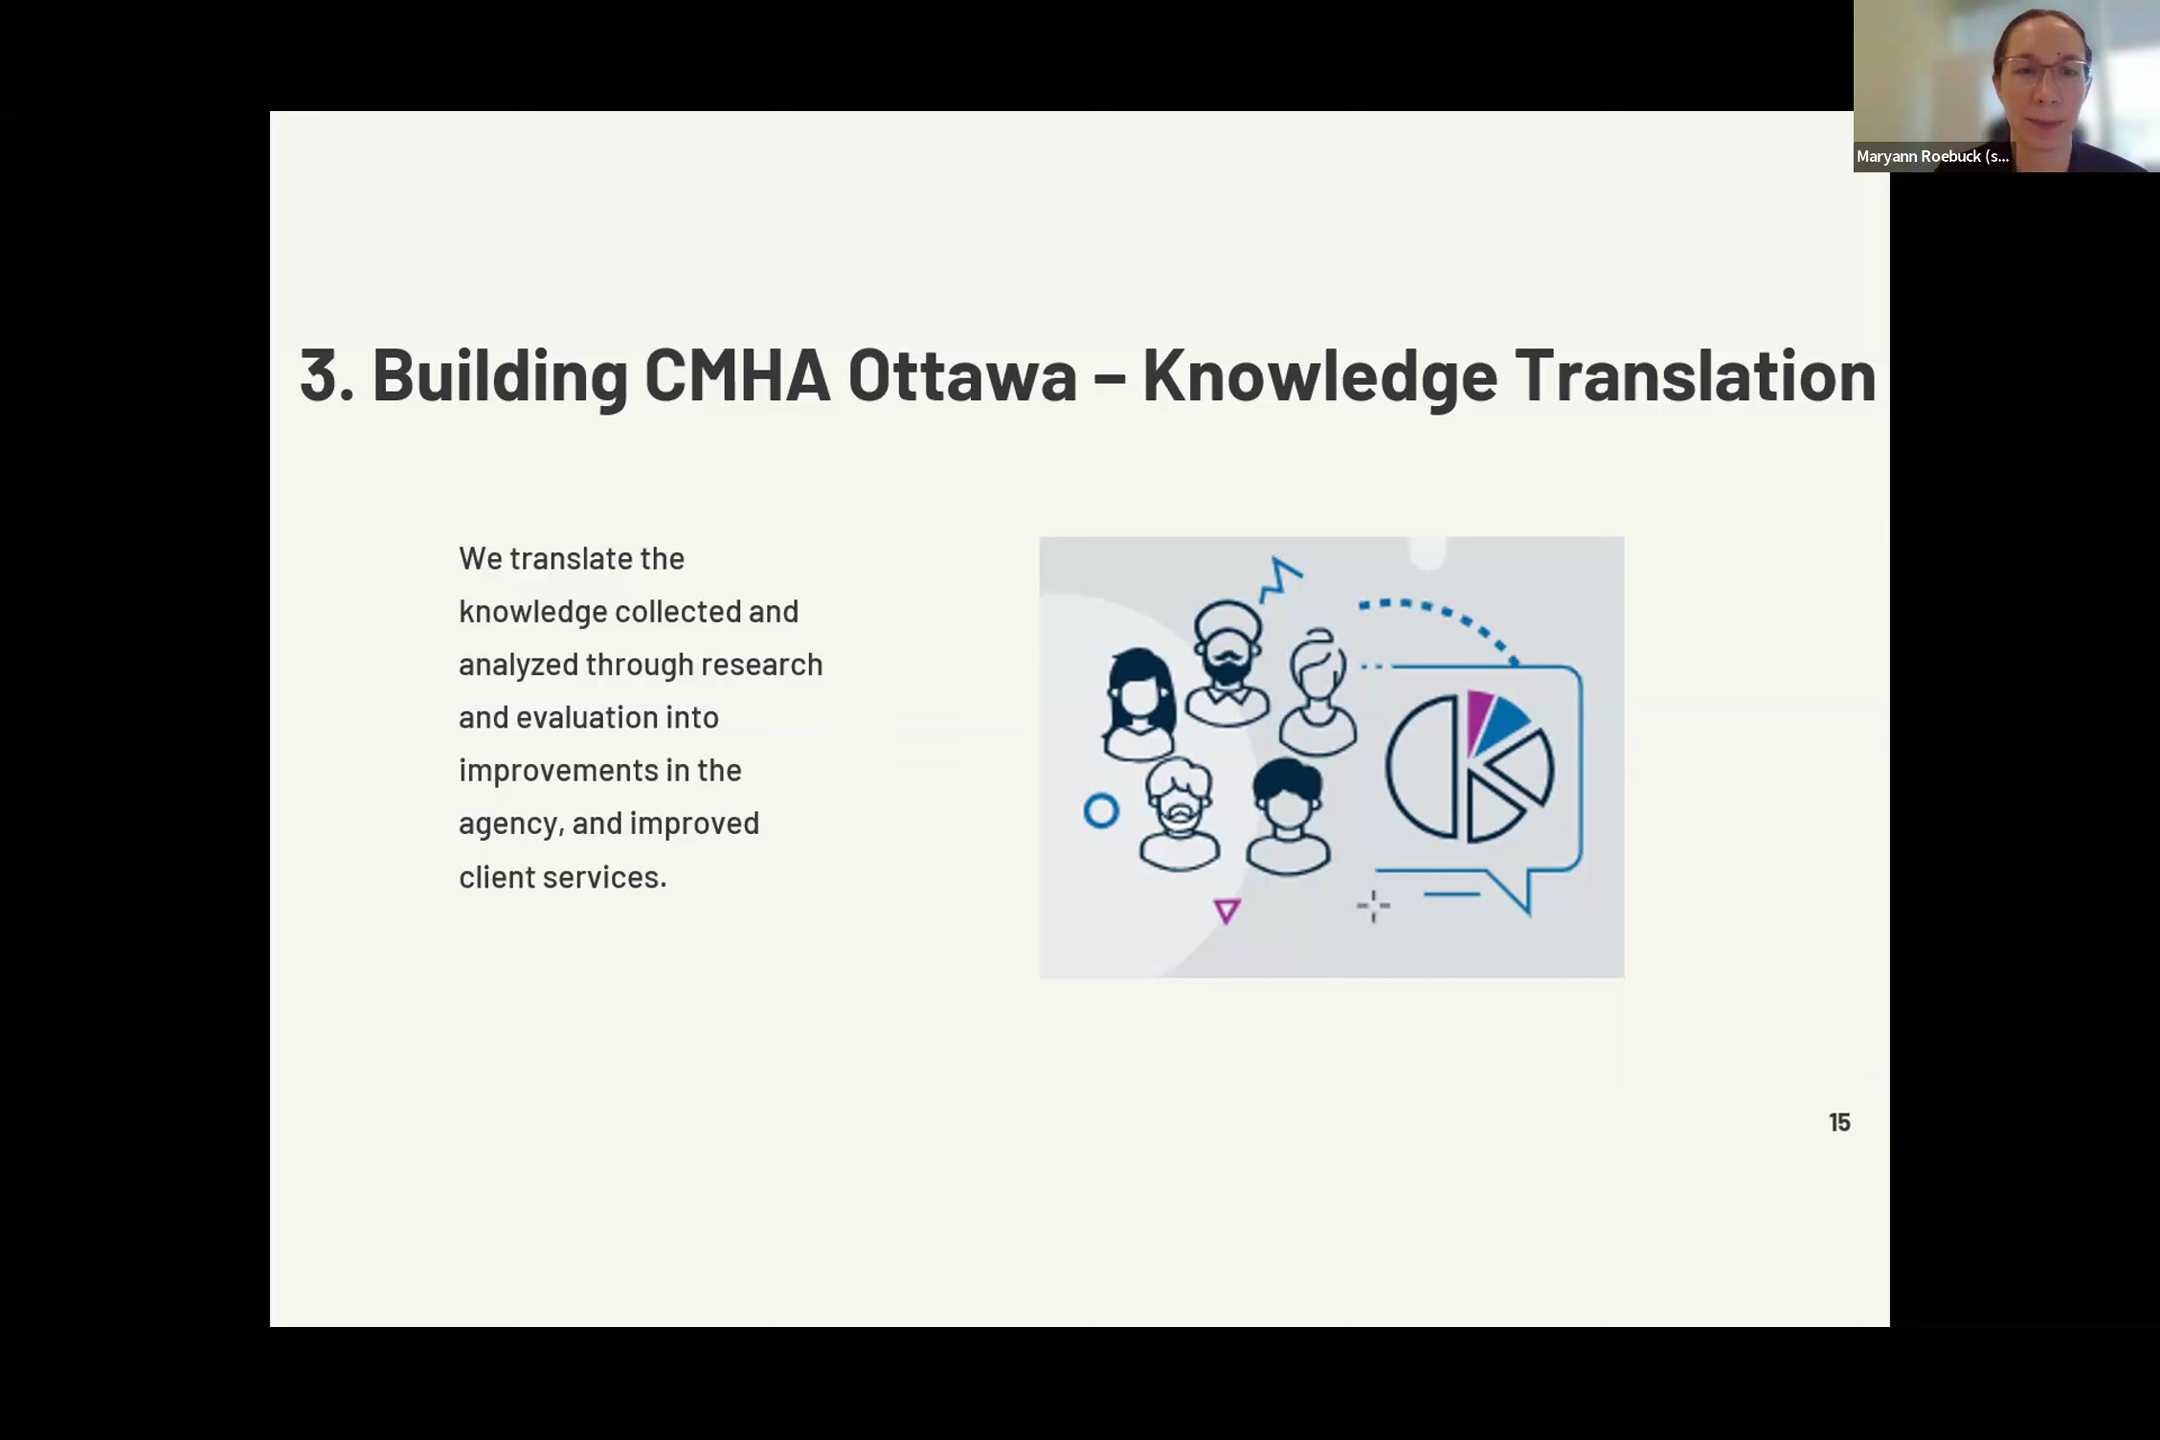 Maryann Roebuck (s...
3. Building CMHA Ottawa – Knowledge Translation
We translate the
knowledge collected and
analyzed through research
and evaluation into
improvements in the
agency, and improved
client services.
15